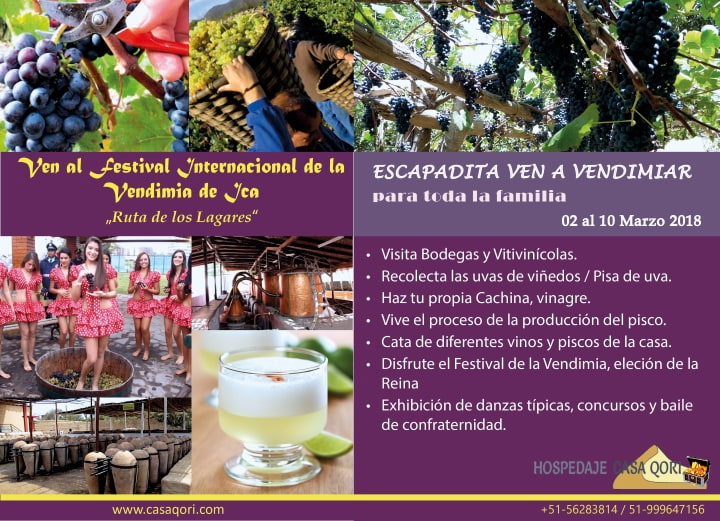 Ven al Festival Internacional de la
Vendimia de Ica
„Ruta de los Lagares“
ESCAPADITA VEN A VENDIMIAR
para toda la familia
02 al 10 Marzo 2018
• Visita Bodegas y Vitivinícolas.
• Recolecta las uvas de viñedos / Pisa de uva.
• Haz tu propia Cachina, vinagre.
• Vive el proceso de la producción del pisco.
• Cata de diferentes vinos y piscos de la casa.
• Disfrute el Festival de la Vendimia, eleción de la
Reina
• Exhibición de danzas típicas, concursos y baile
de confraternidad.
HOSPEDAJE CASA QORI
www.casaqori.com
+51-56283814 / 51-999647156